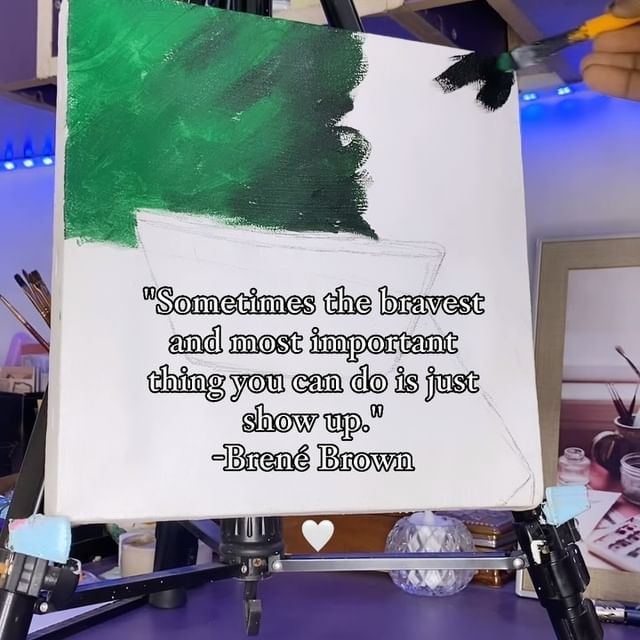 "Sometimes the bravest
and most important
thing you can do is just
show up."
-Brené Brown